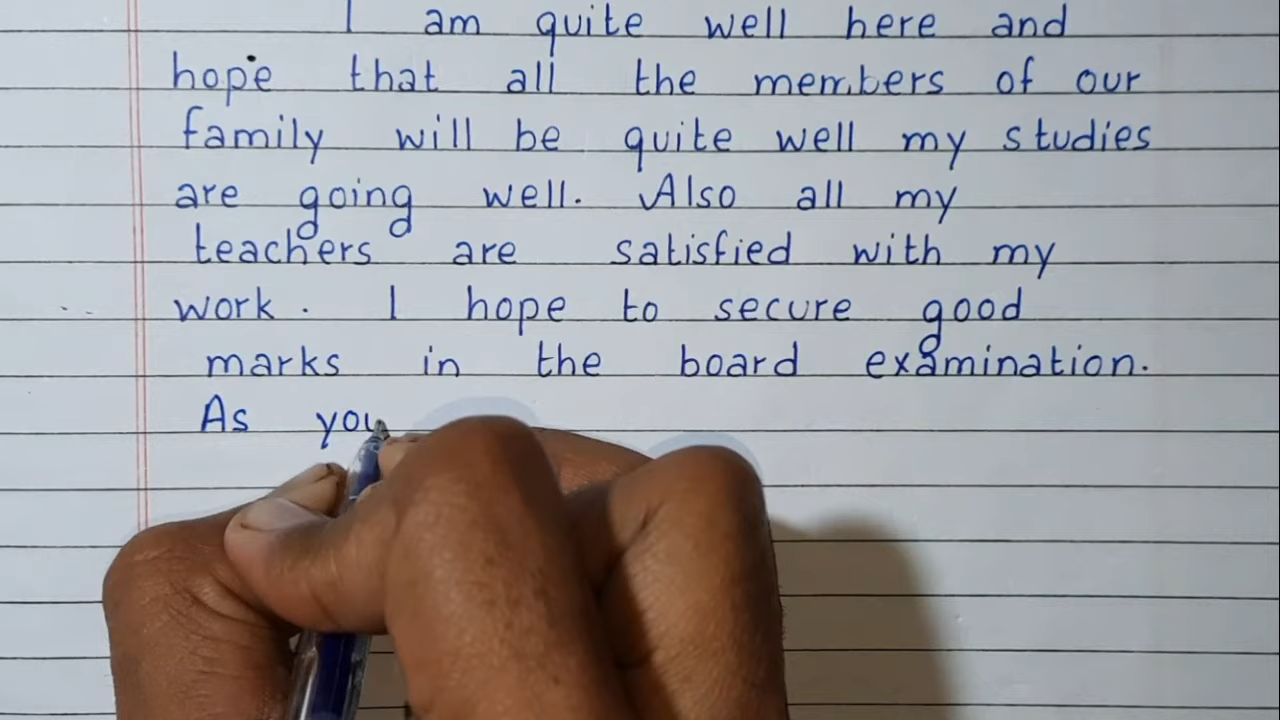 I am quite well here and
hope that all the members of our
family will be quite well my studies
are going well. Also all my
teachers are satisfied with my
work. I hope to secure good
marks in the board examination.
As you